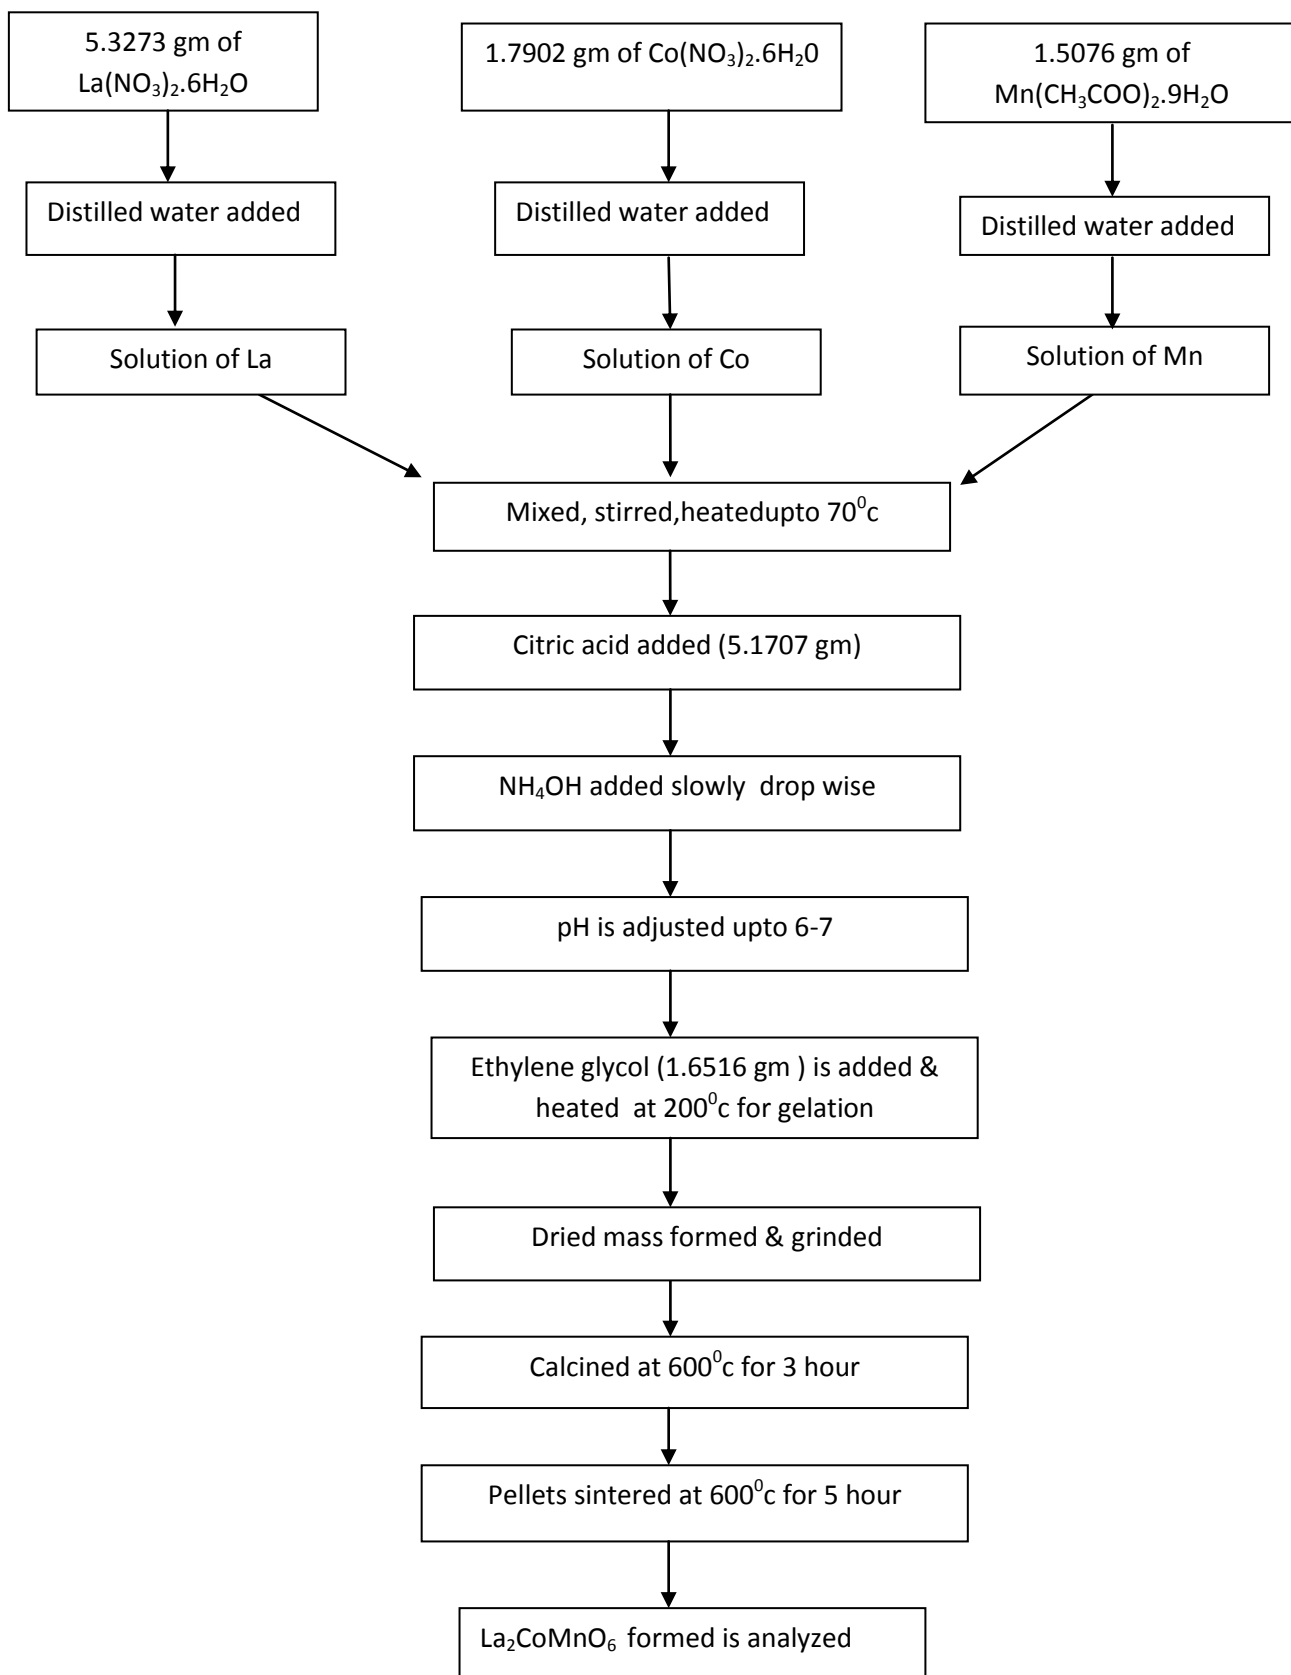 5.3273 gm of
La(NO₃)₂.6H₂O
1.7902 gm of Co(NO₃)₂.6H₂0
1.5076 gm of
Mn(CH₃COO)₂.9H₂O
Distilled water added
Distilled water added
Distilled water added
Solution of La
Solution of Co
Solution of Mn
Mixed, stirred,heatedupto 70⁰c
Citric acid added (5.1707 gm)
NH₄OH added slowly drop wise
pH is adjusted upto 6-7
Ethylene glycol (1.6516 gm ) is added &
heated at 200⁰c for gelation
Dried mass formed & grinded
Calcined at 600⁰c for 3 hour
Pellets sintered at 600⁰c for 5 hour
La₂CoMnO₆ formed is analyzed